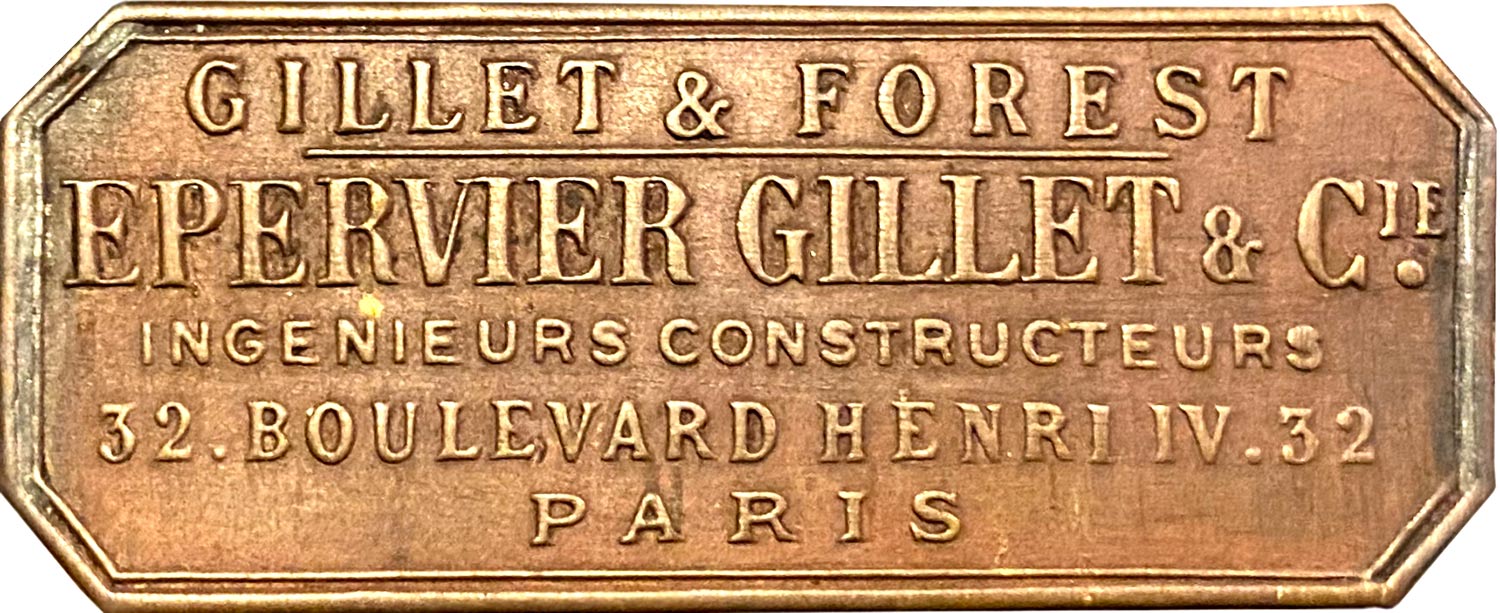 GILLET & FOREST
EPERVIER GILLET & CIE.
INGENIEURS CONSTRUCTEURS
32. BOULEVARD HENRI IV. 32
PARIS